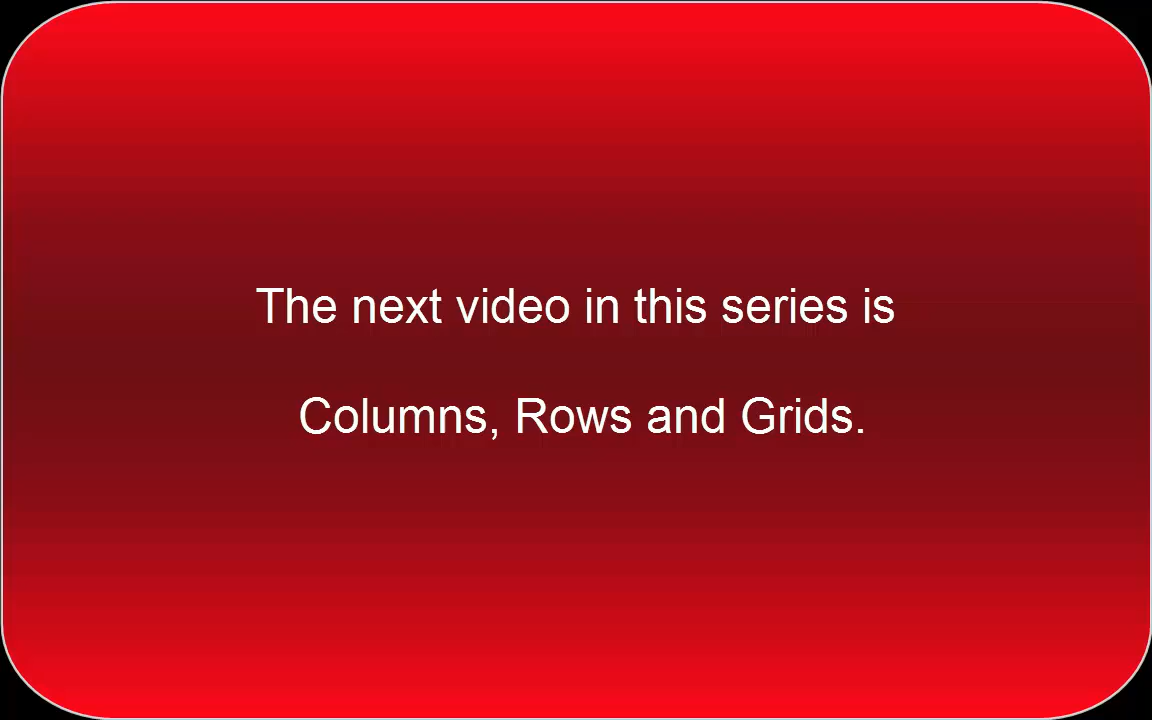 The next video in this series is
Columns, Rows and Grids.